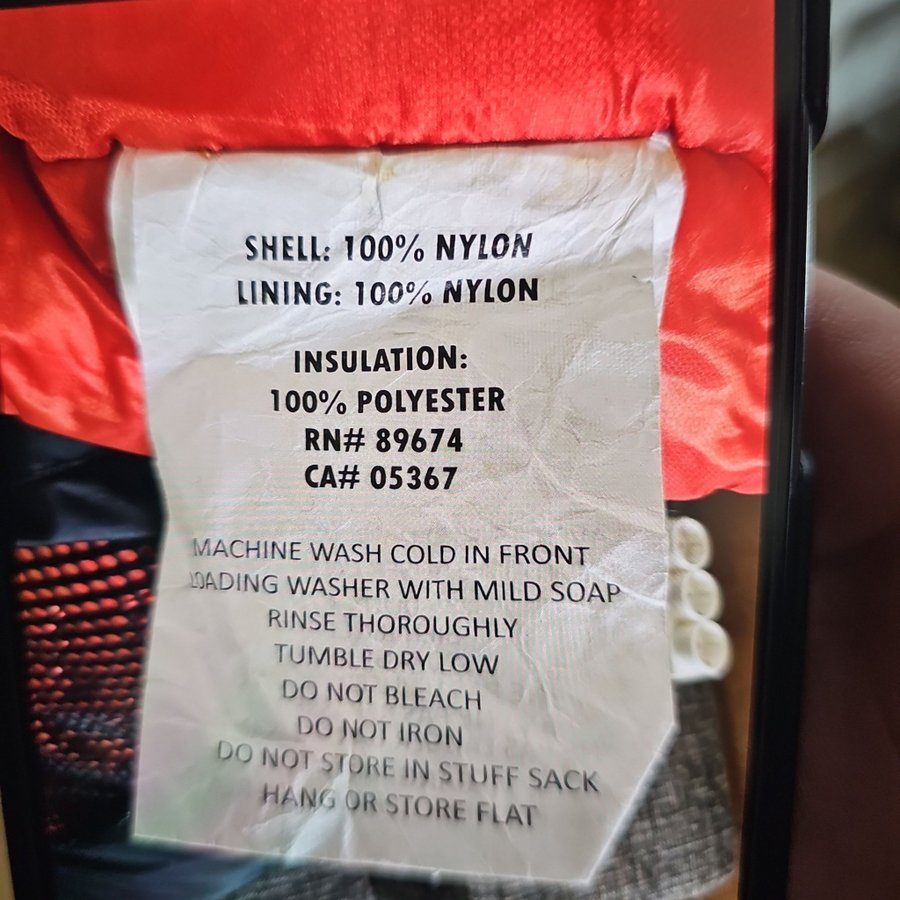 SHELL: 100% NYLON
LINING: 100% NYLON
INSULATION:
100% POLYESTER
RN# 89674
CA# 05367
MACHINE WASH COLD IN FRONT
LOADING WASHER WITH MILD SOAP
RINSE THOROUGHLY
TUMBLE DRY LOW
DO NOT BLEACH
DO NOT IRON
DO NOT STORE IN STUFF SACK
HANG OR STORE FLAT